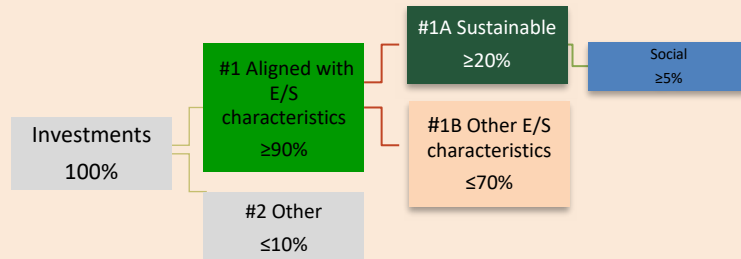 Investments
100%
#1 Aligned with
E/S
characteristics
≥90%
#2 Other
≤10%
#1A Sustainable
≥20%
#1B Other E/S
characteristics
≤70%
Social
≥5%